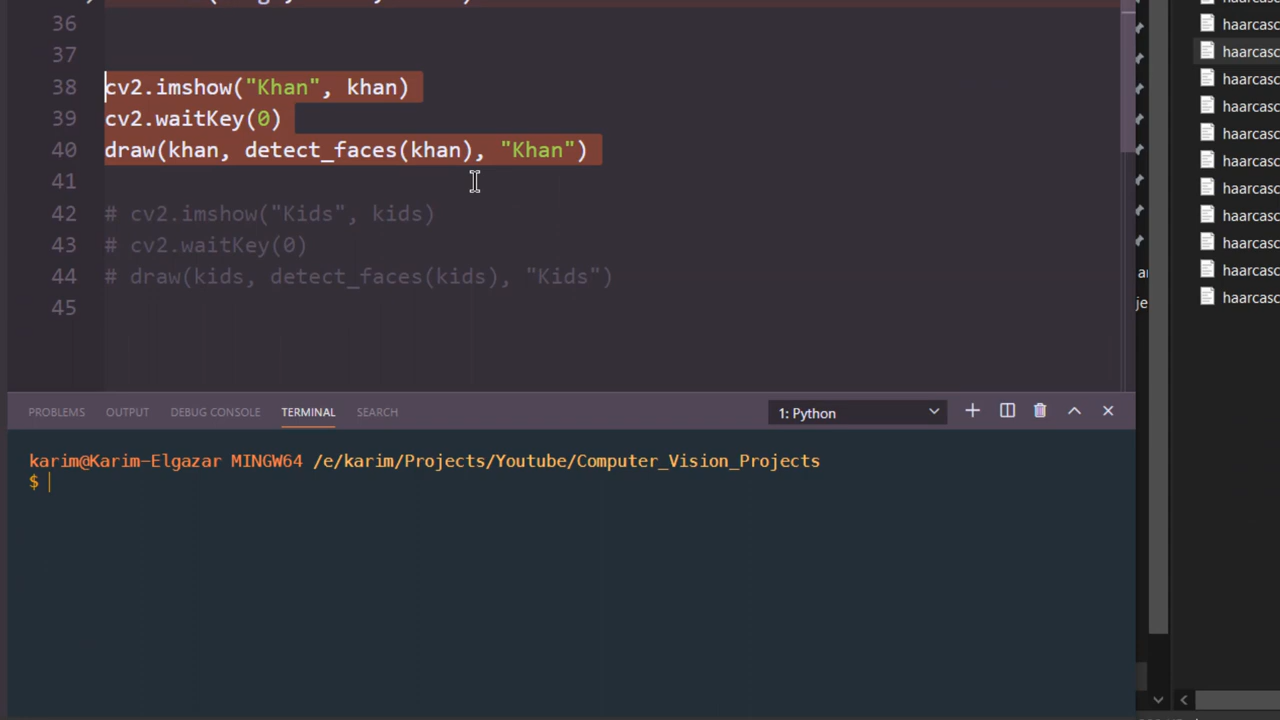 36
37
38 cv2.imshow("Khan", khan)
39 cv2.waitKey(0)
40 draw(khan, detect_faces(khan), "Khan")
41
42 # cv2.imshow("Kids", kids)
43 # cv2.waitKey(0)
44 # draw(kids, detect_faces(kids), "Kids")
45
PROBLEMS OUTPUT DEBUG CONSOLE TERMINAL SEARCH 1: Python
karim@Karim-Elgazar MINGW64 /e/karim/Projects/Youtube/Computer_Vision_Projects
$
haarcasc
haarcasc
haarcasc
haarcasc
haarcasc
haarcasc
haarcasc
haarcasc
haarcasc
haarcasc
haarcasc